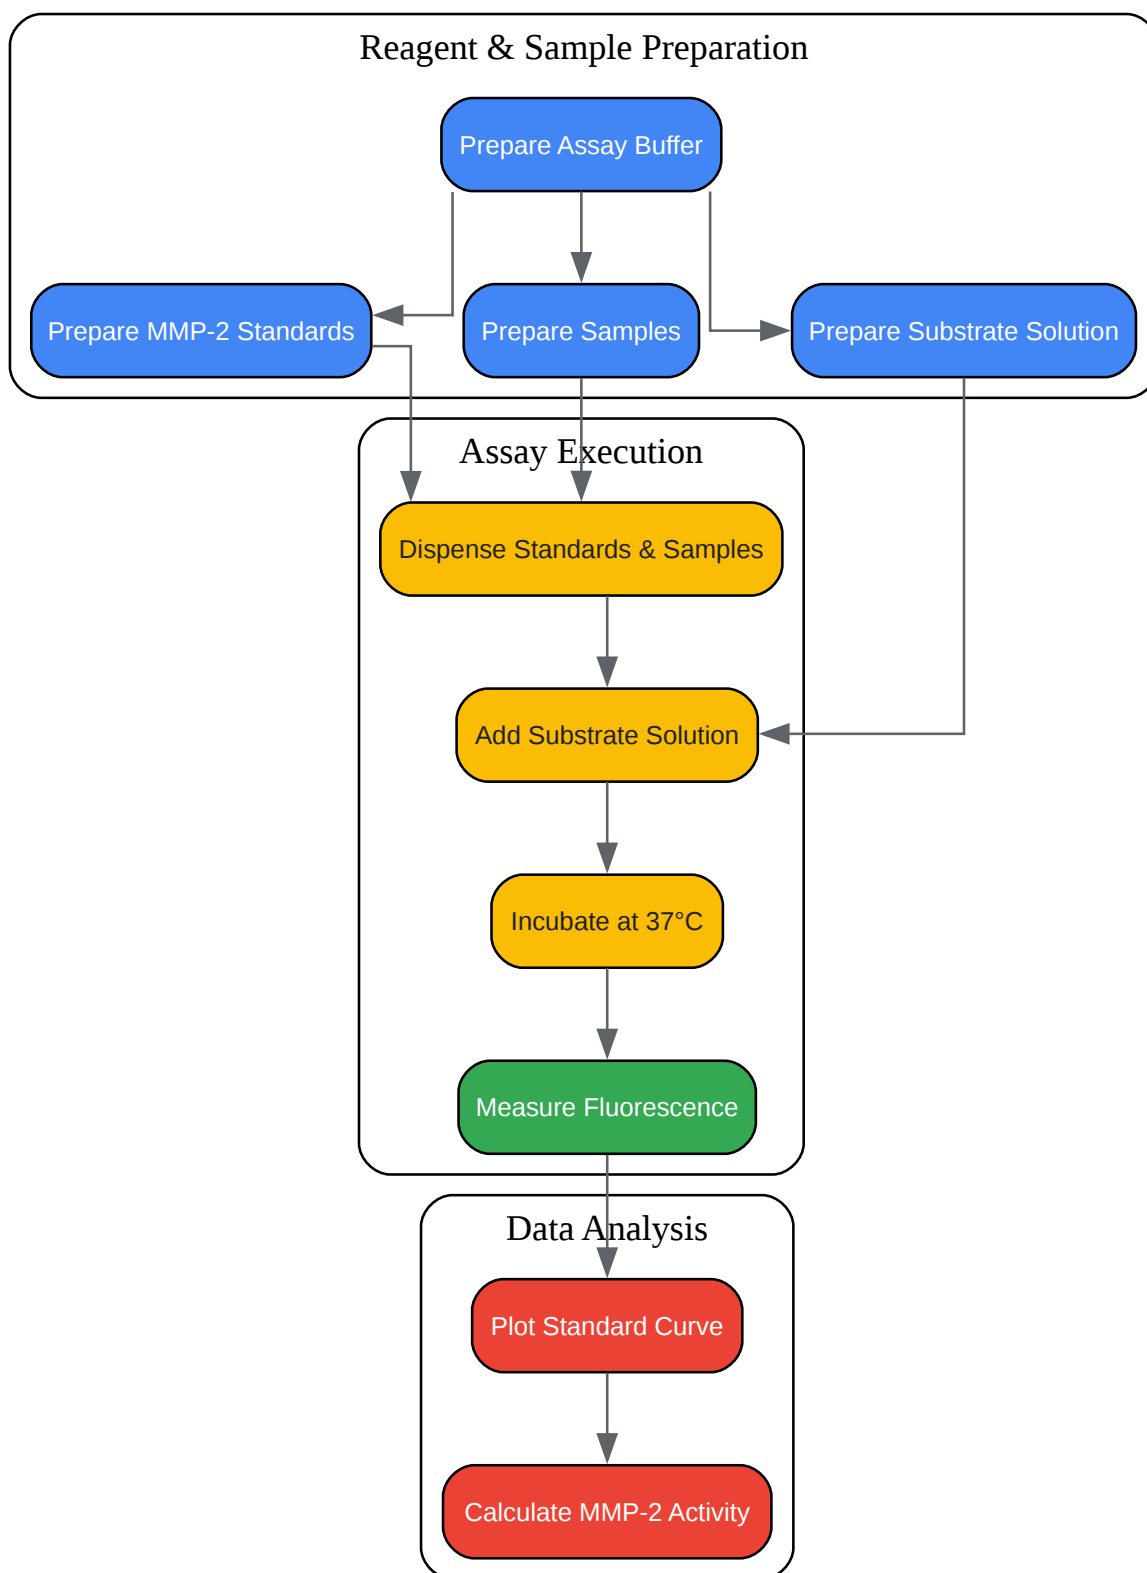 Reagent & Sample Preparation
Prepare Assay Buffer
Prepare MMP-2 Standards
Prepare Samples
Prepare Substrate Solution
Assay Execution
Dispense Standards & Samples
Add Substrate Solution
Incubate at 37°C
Measure Fluorescence
Data Analysis
Plot Standard Curve
Calculate MMP-2 Activity